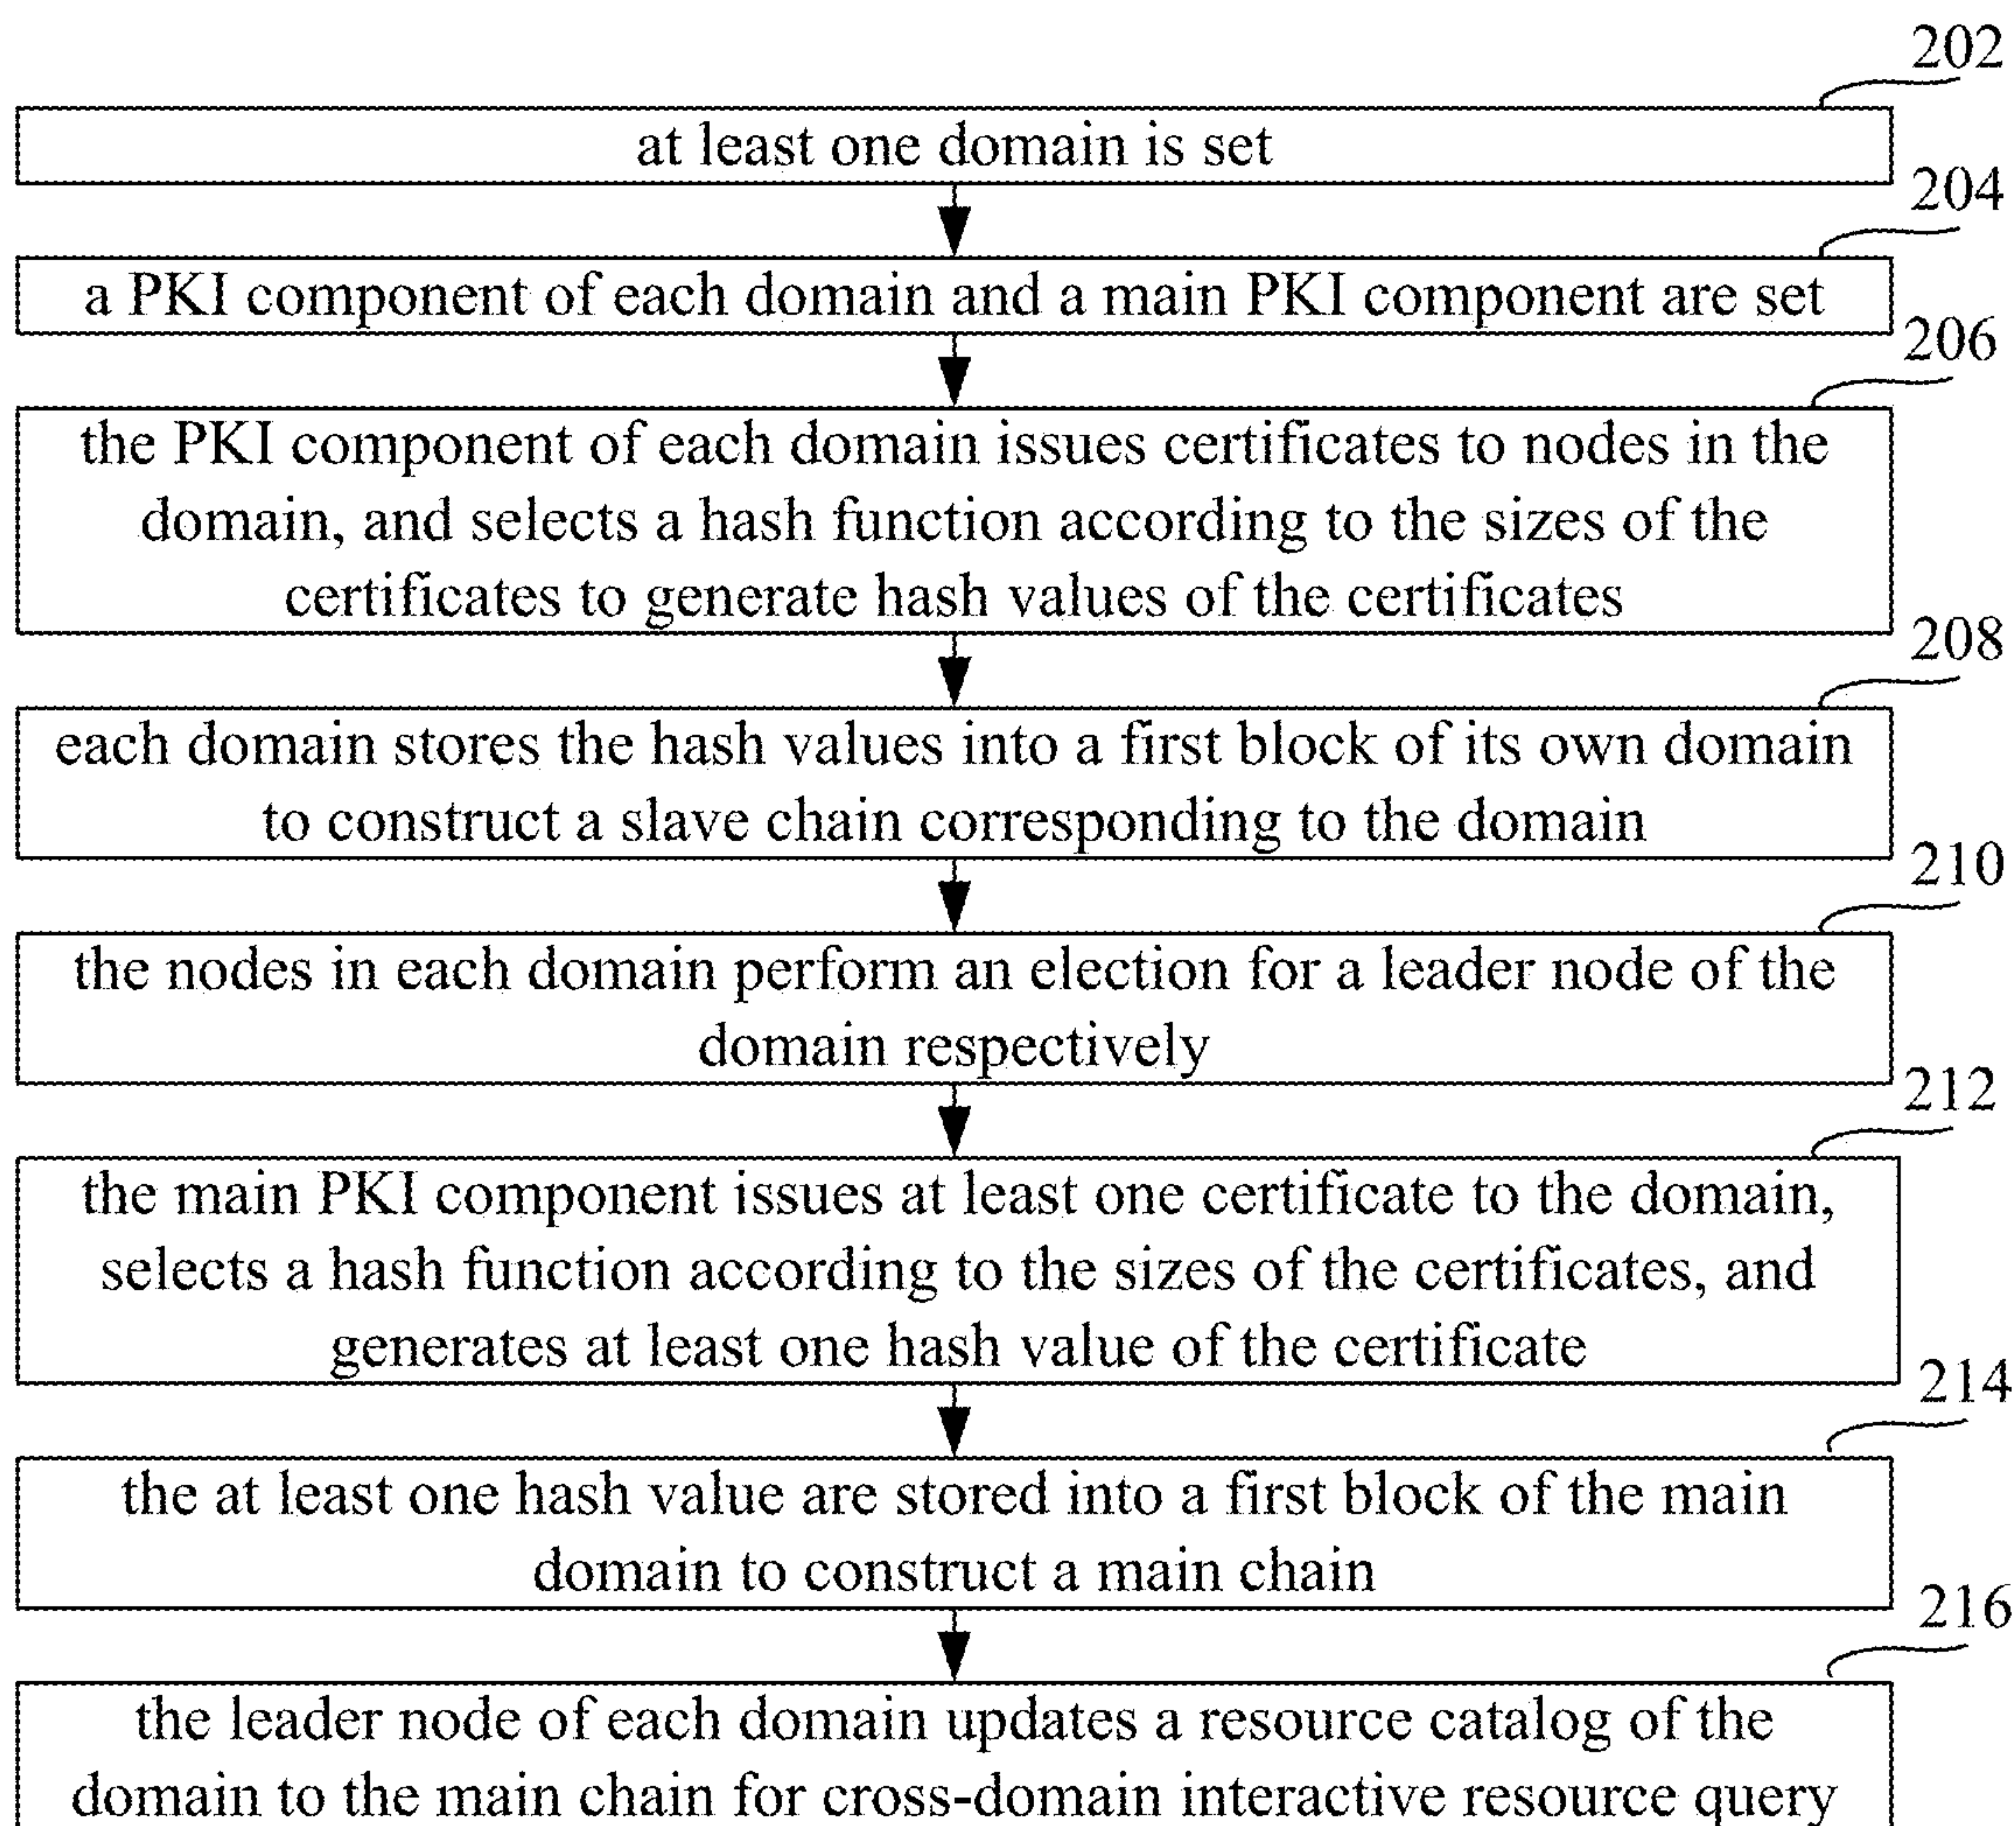 202
at least one domain is set
204
a PKI component of each domain and a main PKI component are set
206
the PKI component of each domain issues certificates to nodes in the
domain, and selects a hash function according to the sizes of the
certificates to generate hash values of the certificates
208
each domain stores the hash values into a first block of its own domain
to construct a slave chain corresponding to the domain
210
the nodes in each domain perform an election for a leader node of the
domain respectively
212
the main PKI component issues at least one certificate to the domain,
selects a hash function according to the sizes of the certificates, and
generates at least one hash value of the certificate
214
the at least one hash value are stored into a first block of the main
domain to construct a main chain
216
the leader node of each domain updates a resource catalog of the
domain to the main chain for cross-domain interactive resource query